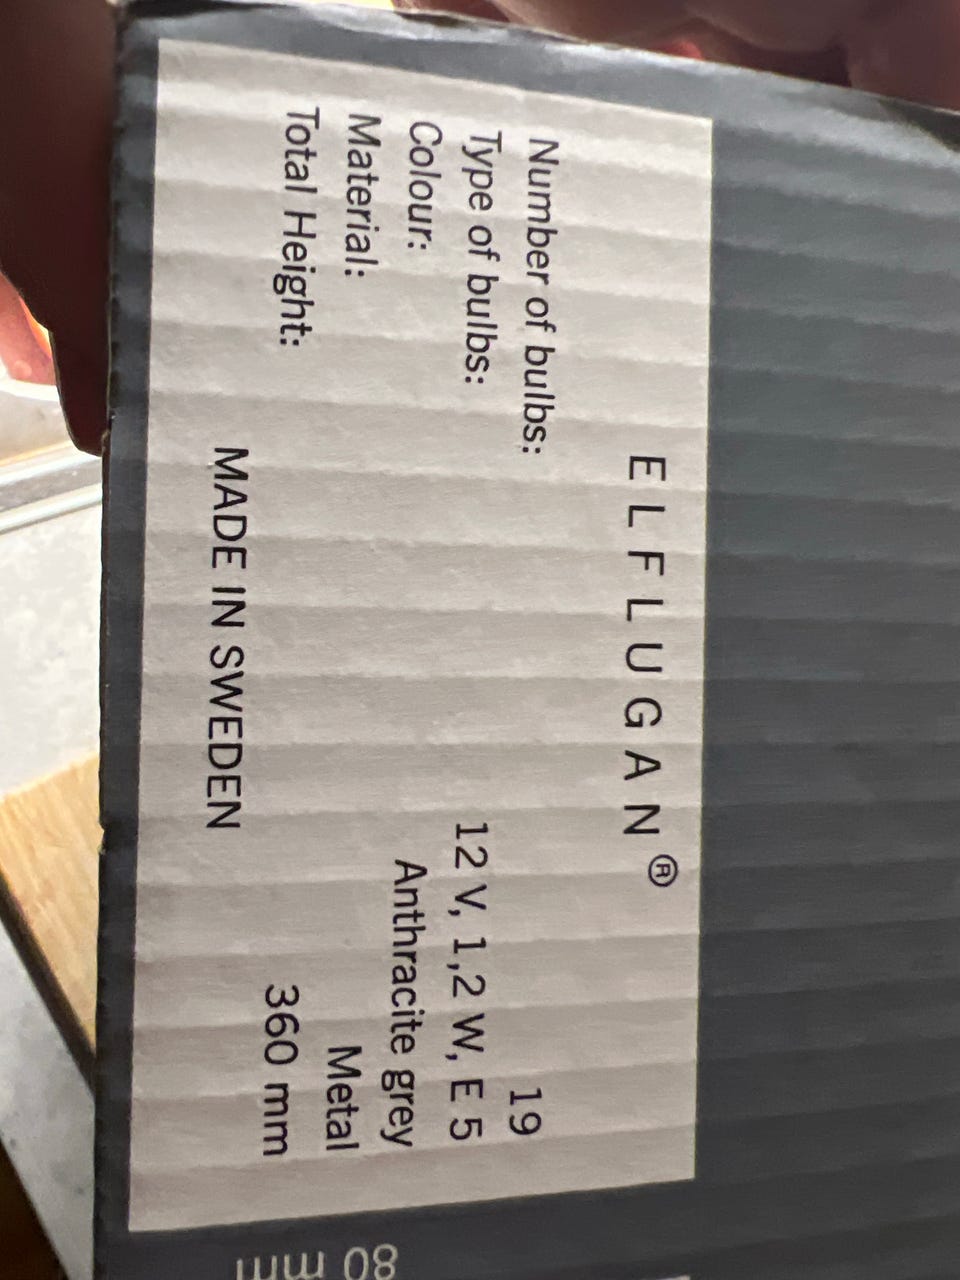 ELFLUGAN®
Number of bulbs: 19
Type of bulbs: 12 V, 1,2 W, E 5
Colour: Anthracite grey
Material: Metal
Total Height: 360 mm
MADE IN SWEDEN
80 mm